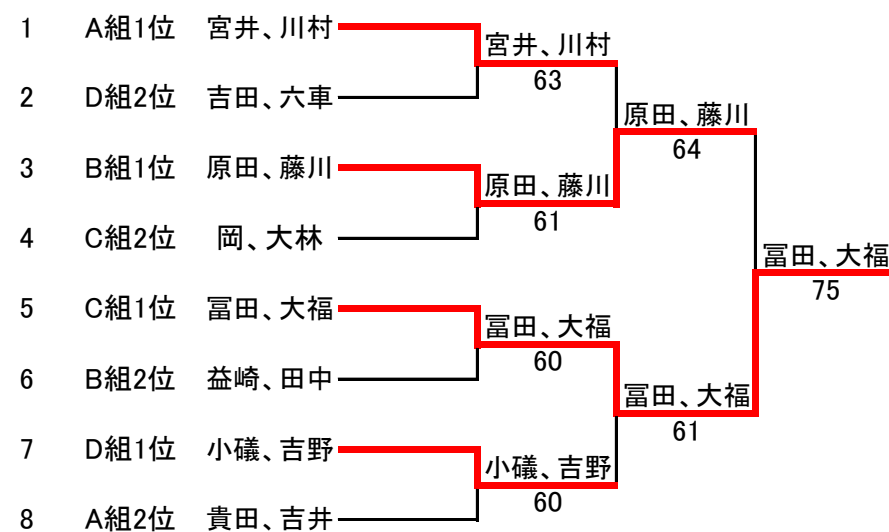 1 A組1位 宮井、川村
宮井、川村
63
2 D組2位 吉田、六車
原田、藤川
64
3 B組1位 原田、藤川
原田、藤川
61
4 C組2位 岡、大林
冨田、大福
75
5 C組1位 冨田、大福
冨田、大福
60
6 B組2位 益崎、田中
冨田、大福
61
7 D組1位 小礒、吉野
小礒、吉野
60
8 A組2位 貴田、吉井